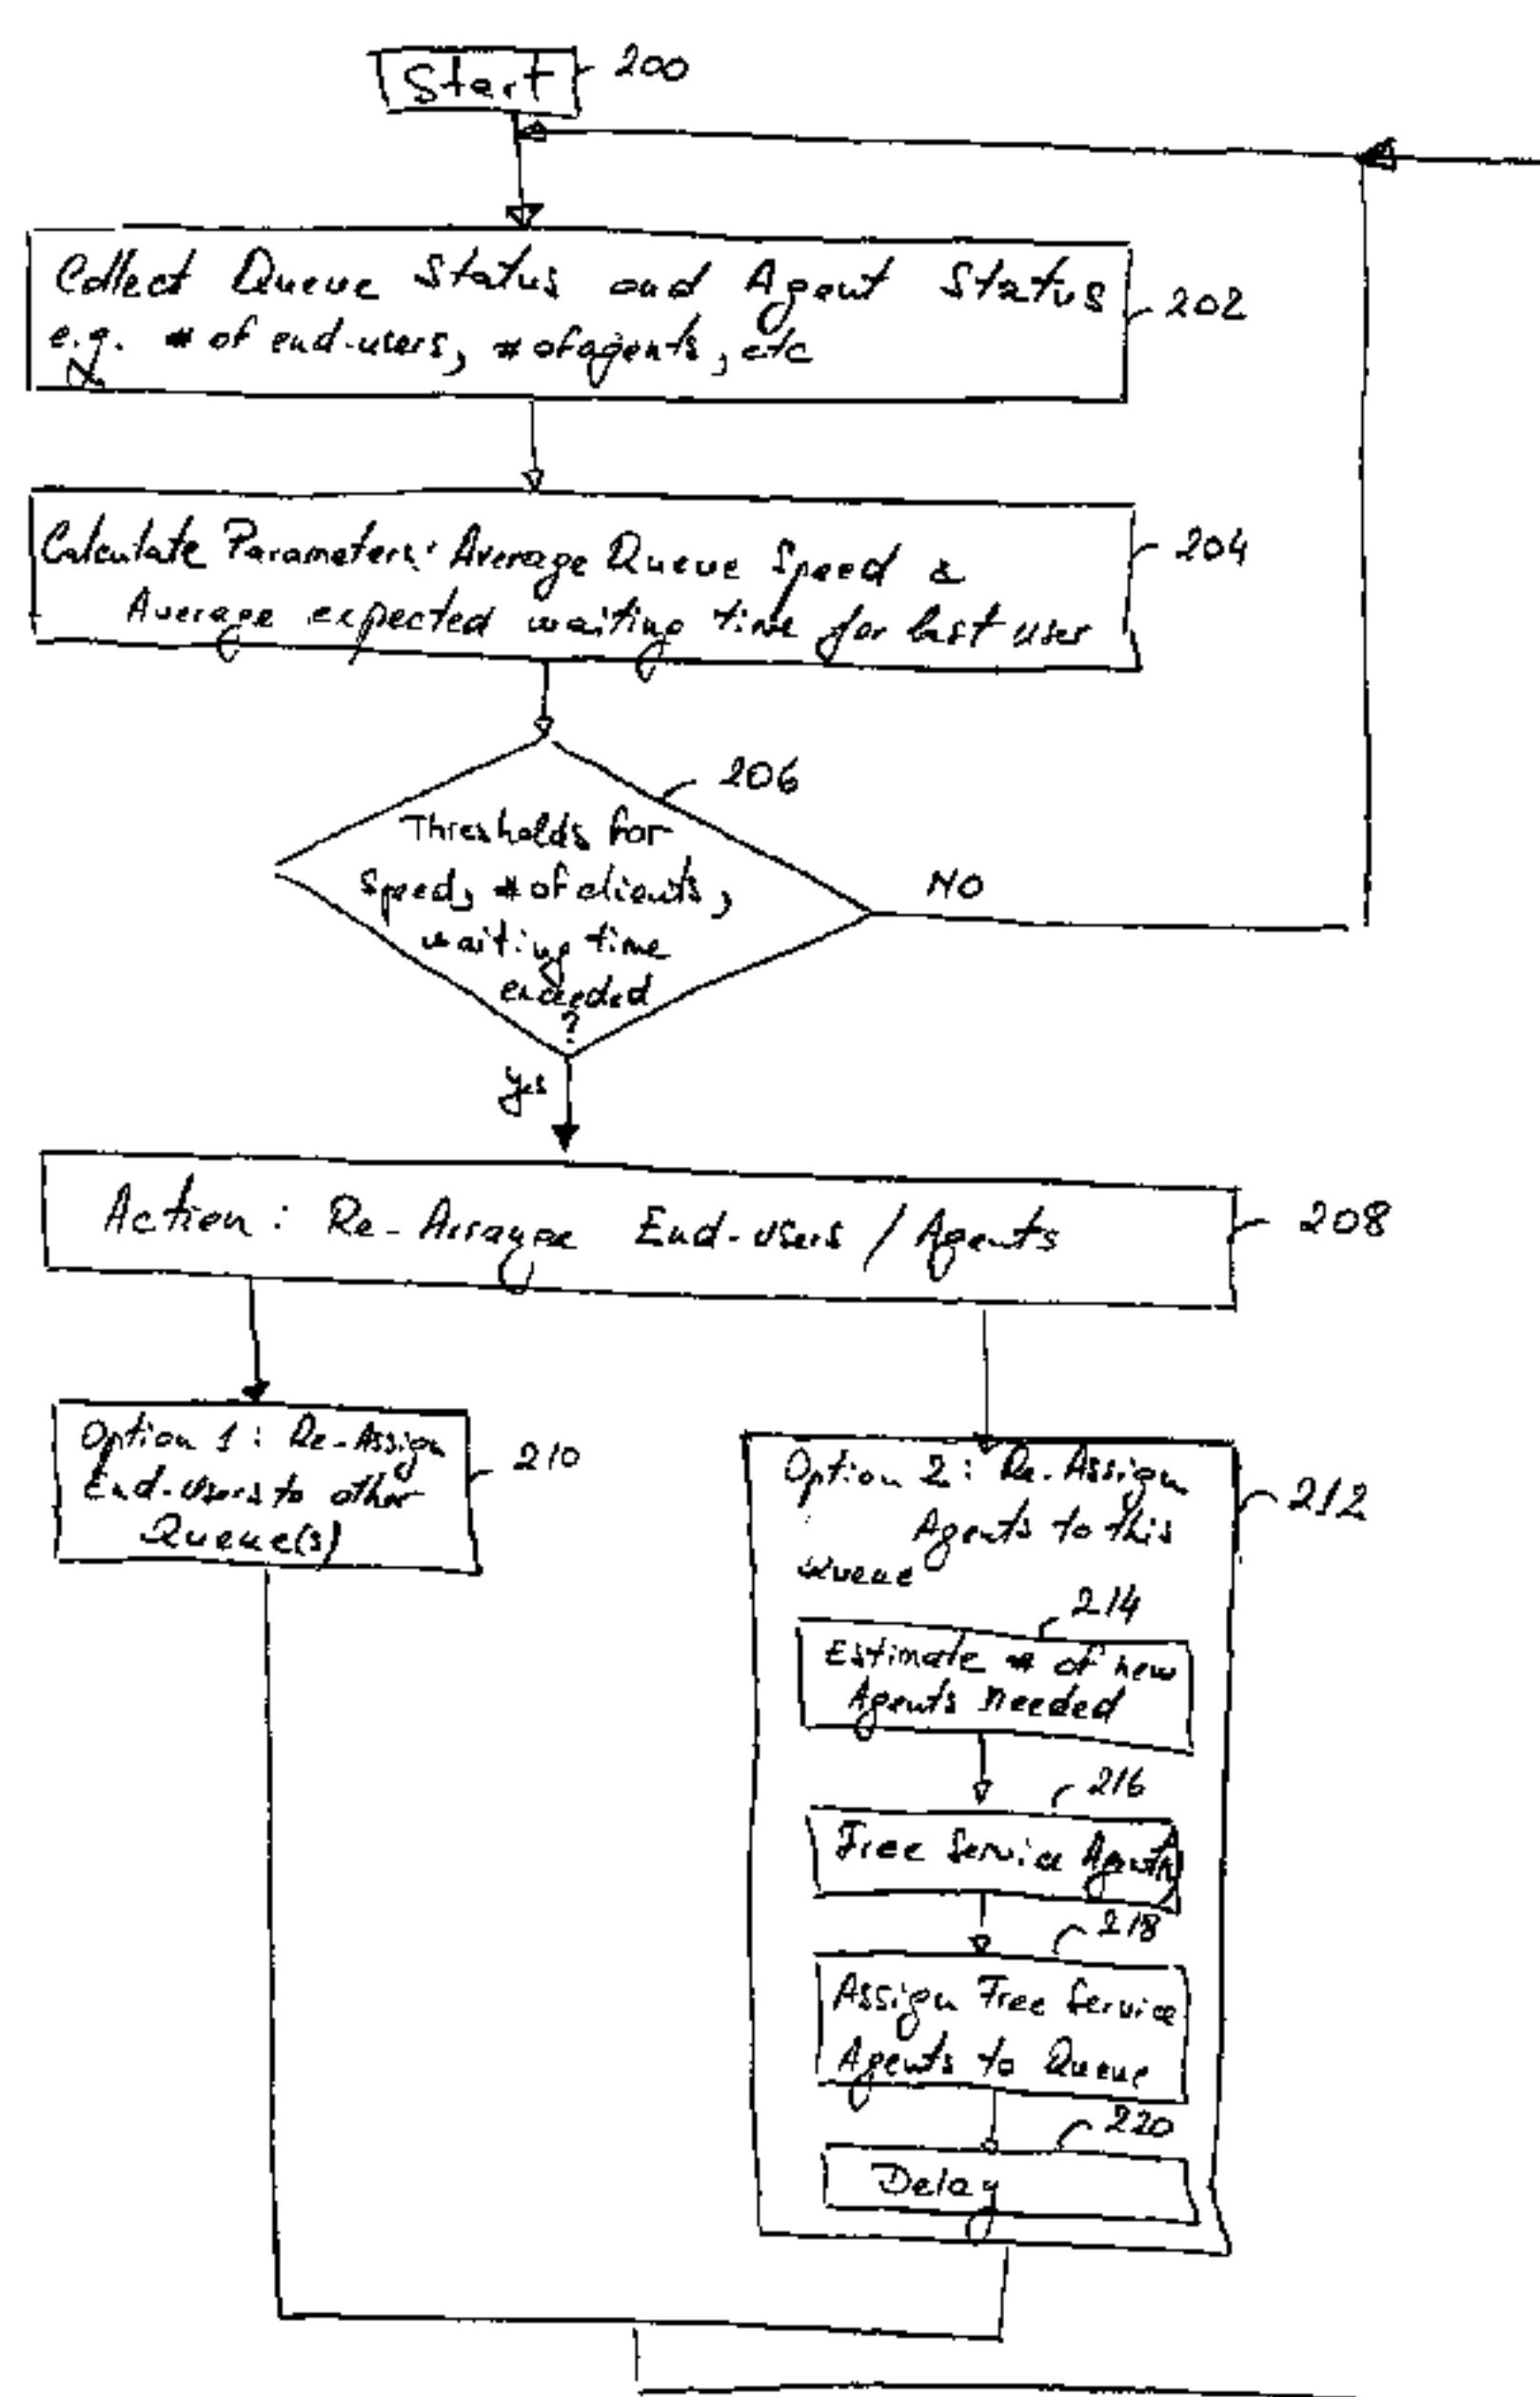 Start
200
Collect Queue Status and Agent Status
e.g. # of end-users, # of agents, etc
202
Calculate Parameters: Average Queue Speed &
Average expected waiting time for last user
204
206
Thresholds for
Speed, # of clients,
waiting time
exceeded
?
NO
yes
Action: Re-Arrange End-users / Agents
208
Option 1: Re-Assign
End-Users to other
Queue(s)
210
Option 2: Re-Assign
Agents to this
Queue
212
214
Estimate # of new
Agents needed
216
Free Service Agents
218
Assign Free Service
Agents to Queue
220
Delay